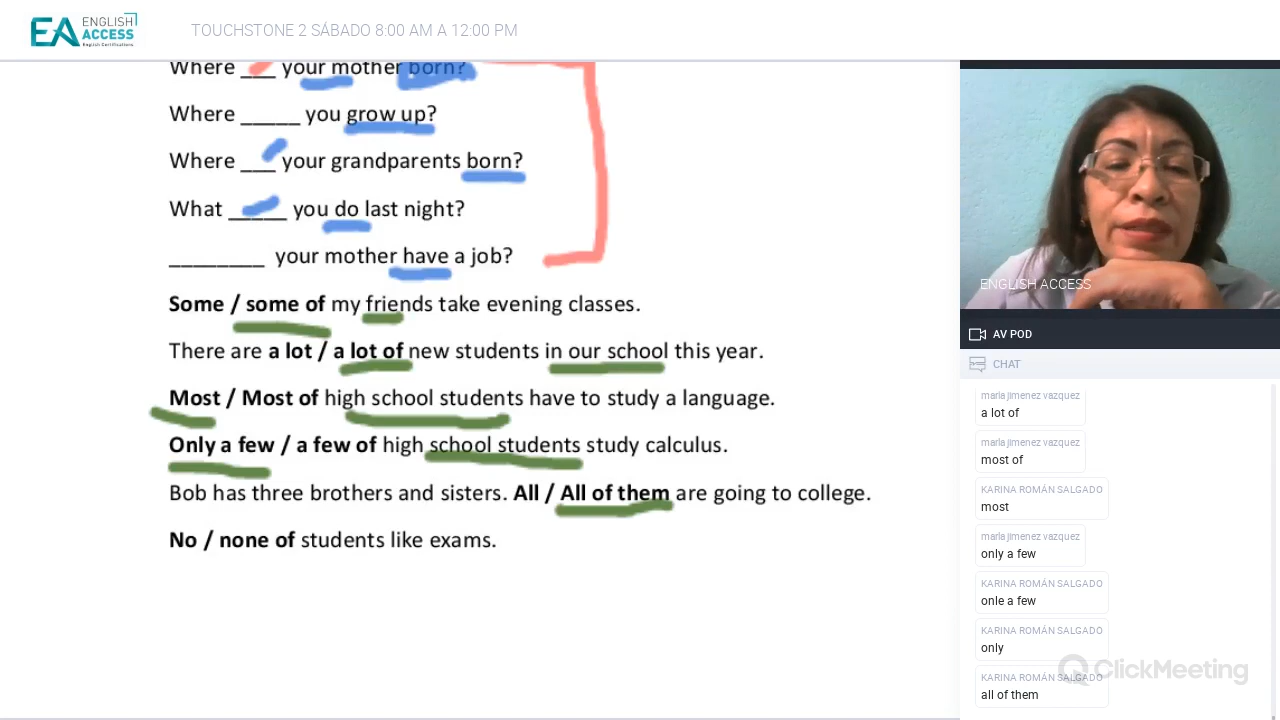 EA ENGLISH
ACCESS
English Certifications
TOUCHSTONE 2 SÁBADO 8:00 AM A 12:00 PM
Where ___ your mother born?
Where _____ you grow up?
Where ___ your grandparents born?
What _____ you do last night?
________ your mother have a job?
Some / some of my friends take evening classes.
There are a lot / a lot of new students in our school this year.
Most / Most of high school students have to study a language.
Only a few / a few of high school students study calculus.
Bob has three brothers and sisters. All / All of them are going to college.
No / none of students like exams.
ENGLISH ACCESS
AV POD
CHAT
marla jimenez vazquez
a lot of
marla jimenez vazquez
most of
KARINA ROMÁN SALGADO
most
marla jimenez vazquez
only a few
KARINA ROMÁN SALGADO
onle a few
KARINA ROMÁN SALGADO
only
KARINA ROMÁN SALGADO
all of them
ClickMeeting